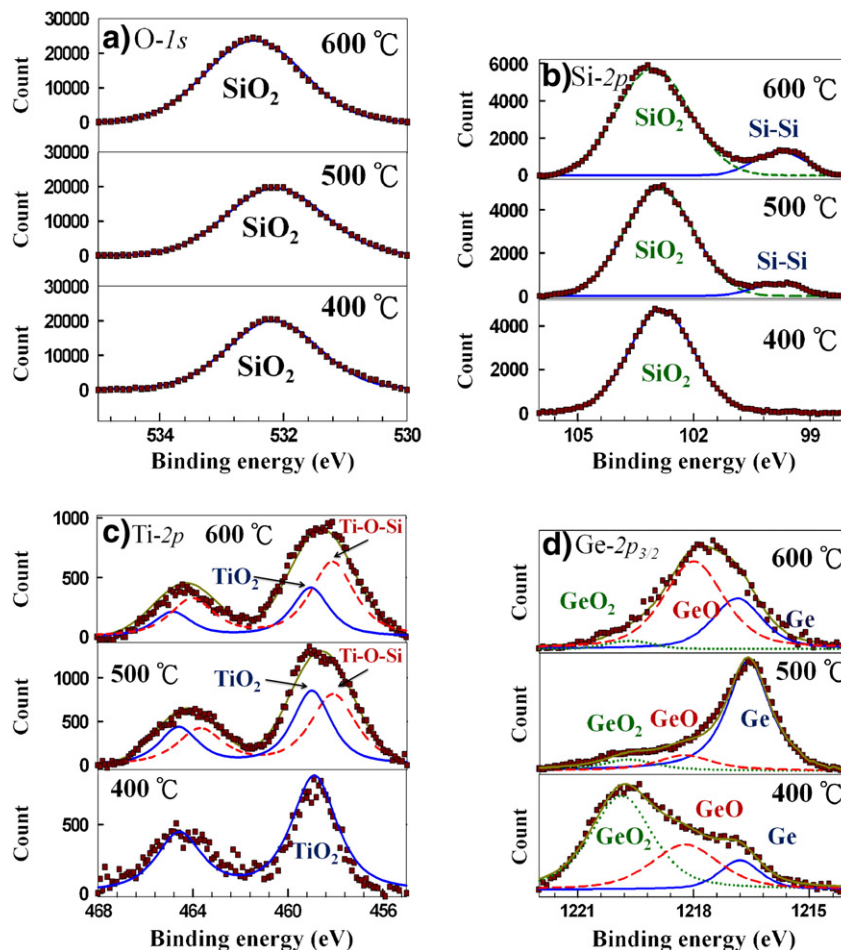 a) O-1s
600 ℃
SiO2
30000
20000
10000
0
Count
500 ℃
SiO2
30000
20000
10000
0
Count
400 ℃
SiO2
30000
20000
10000
0
Count
534 532 530
Binding energy (eV)
b) Si-2p
600 ℃
SiO2
Si-Si
6000
4000
2000
0
Count
500 ℃
SiO2
Si-Si
4000
2000
0
Count
400 ℃
SiO2
4000
2000
0
Count
105 102 99
Binding energy (eV)
c) Ti-2p 600 ℃
Ti-O-Si
TiO2
1000
500
0
Count
500 ℃
Ti-O-Si
TiO2
1000
500
0
Count
400 ℃
TiO2
500
0
Count
468 464 460 456
Binding energy (eV)
d) Ge-2p3/2
600 ℃
GeO2
GeO
Ge
Count
500 ℃
GeO2
GeO
Ge
Count
400 ℃
GeO
GeO2
Ge
Count
1221 1218 1215
Binding energy (eV)